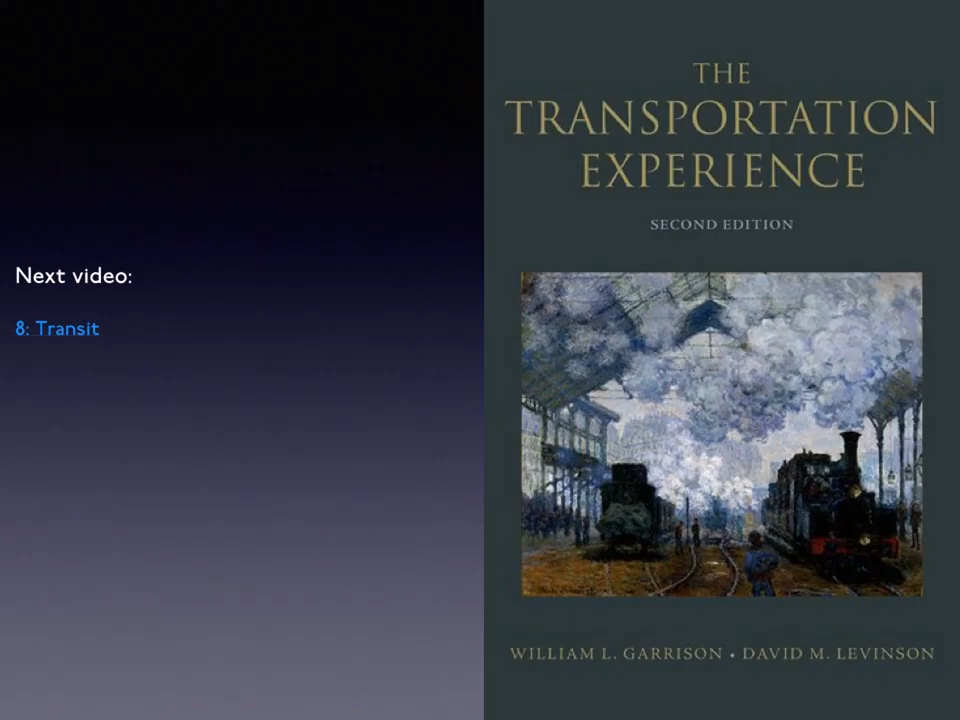 Next video:
8: Transit
THE
TRANSPORTATION
EXPERIENCE
SECOND EDITION
WILLIAM L. GARRISON • DAVID M. LEVINSON